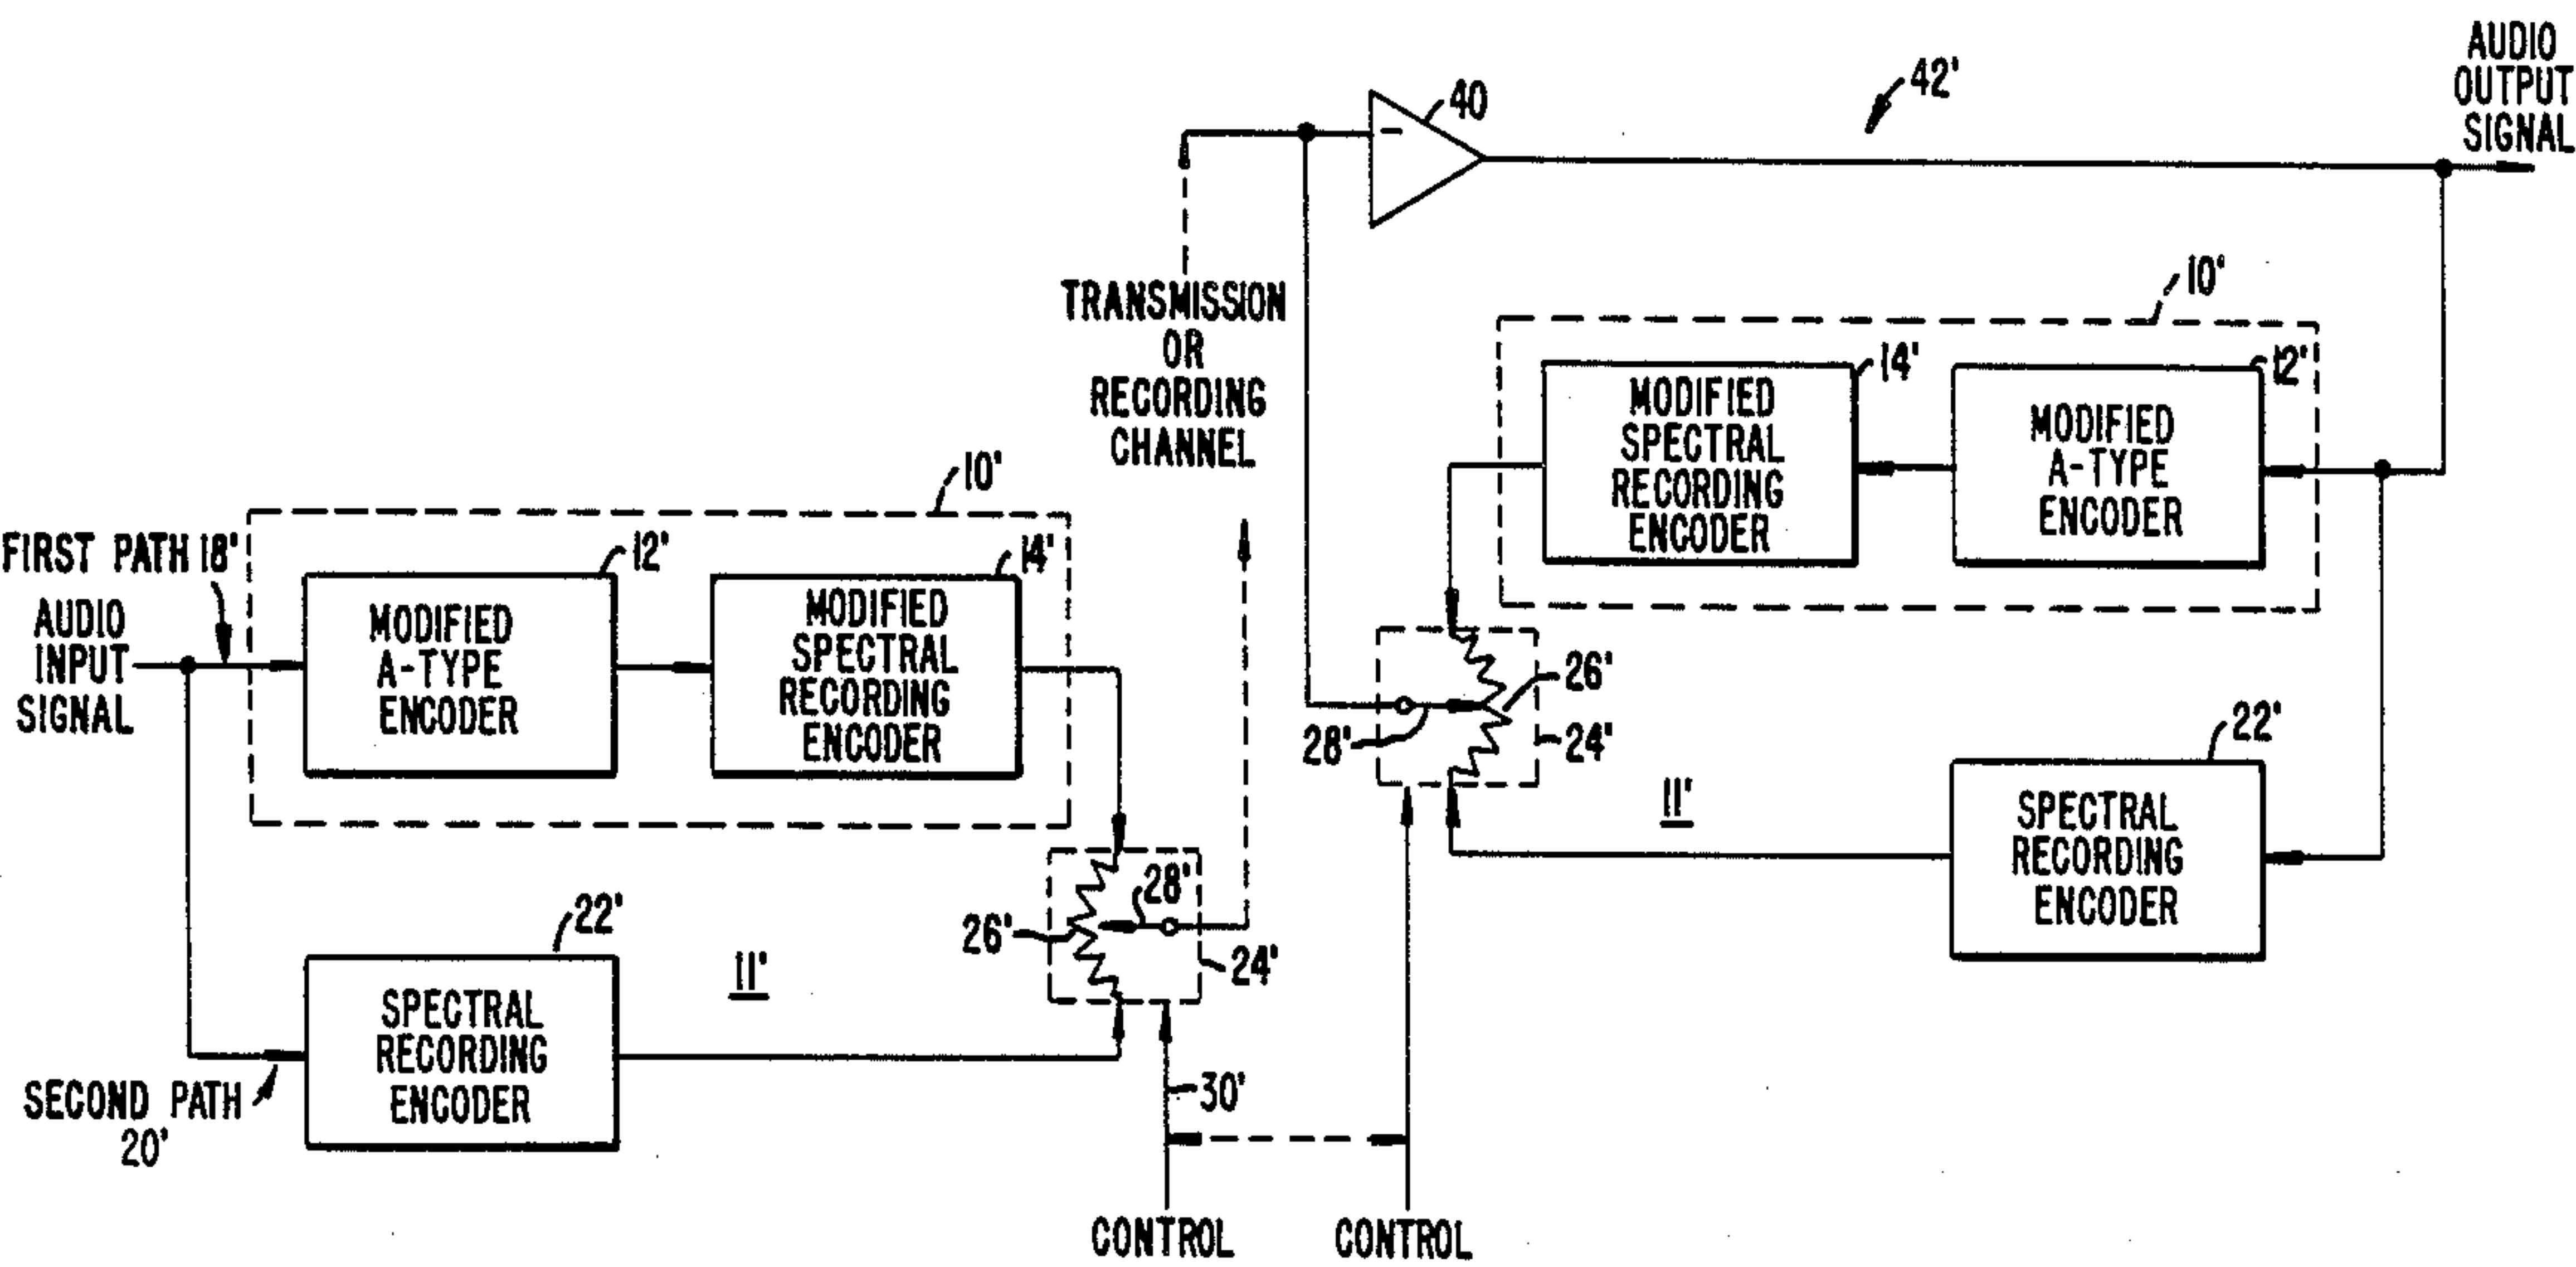 AUDIO
OUTPUT
SIGNAL
42'
40
−
TRANSMISSION
OR
RECORDING
CHANNEL
10'
14'
12'
MODIFIED
SPECTRAL
RECORDING
ENCODER
MODIFIED
A-TYPE
ENCODER
10'
FIRST PATH 18'
12'
14'
AUDIO
INPUT
SIGNAL
MODIFIED
A-TYPE
ENCODER
MODIFIED
SPECTRAL
RECORDING
ENCODER
26'
28'
24'
22'
11'
SPECTRAL
RECORDING
ENCODER
22'
28'
26'
24'
11'
SPECTRAL
RECORDING
ENCODER
SECOND PATH
20'
30'
CONTROL
CONTROL